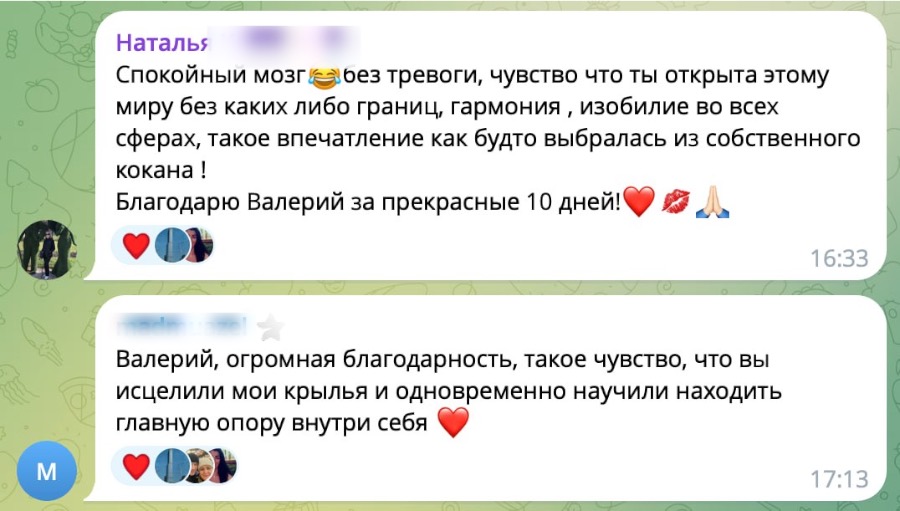 Наталья
Спокойный мозг😂без тревоги, чувство что ты открыта этому
миру без каких либо границ, гармония , изобилие во всех
сферах, такое впечатление как будто выбралась из собственного
кокана !
Благодарю Валерий за прекрасные 10 дней!❤️💋🙏🏻
16:33
Валерий, огромная благодарность, такое чувство, что вы
исцелили мои крылья и одновременно научили находить
главную опору внутри себя ❤️
М
17:13